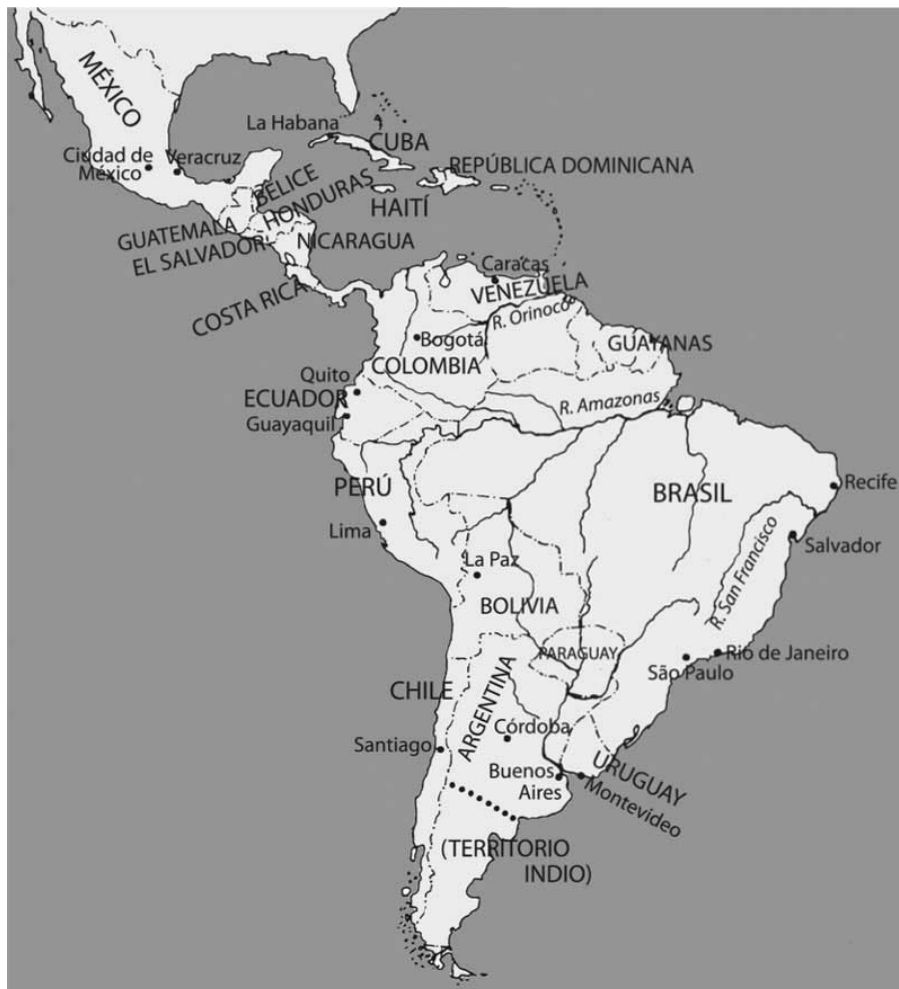 MÉXICO
La Habana
CUBA
Ciudad de
México
Veracruz
REPÚBLICA DOMINICANA
BELICE
HONDURAS
HAITÍ
GUATEMALA
EL SALVADOR
NICARAGUA
COSTA RICA
Caracas
VENEZUELA
R. Orinoco
Bogotá
GUAYANAS
COLOMBIA
Quito
ECUADOR
R. Amazonas
Guayaquil
PERÚ
BRASIL
Recife
Lima
Salvador
La Paz
R. San Francisco
BOLIVIA
PARAGUAY
Rio de Janeiro
São Paulo
CHILE
ARGENTINA
Córdoba
Santiago
URUGUAY
Buenos
Aires
Montevideo
(TERRITORIO
INDIO)